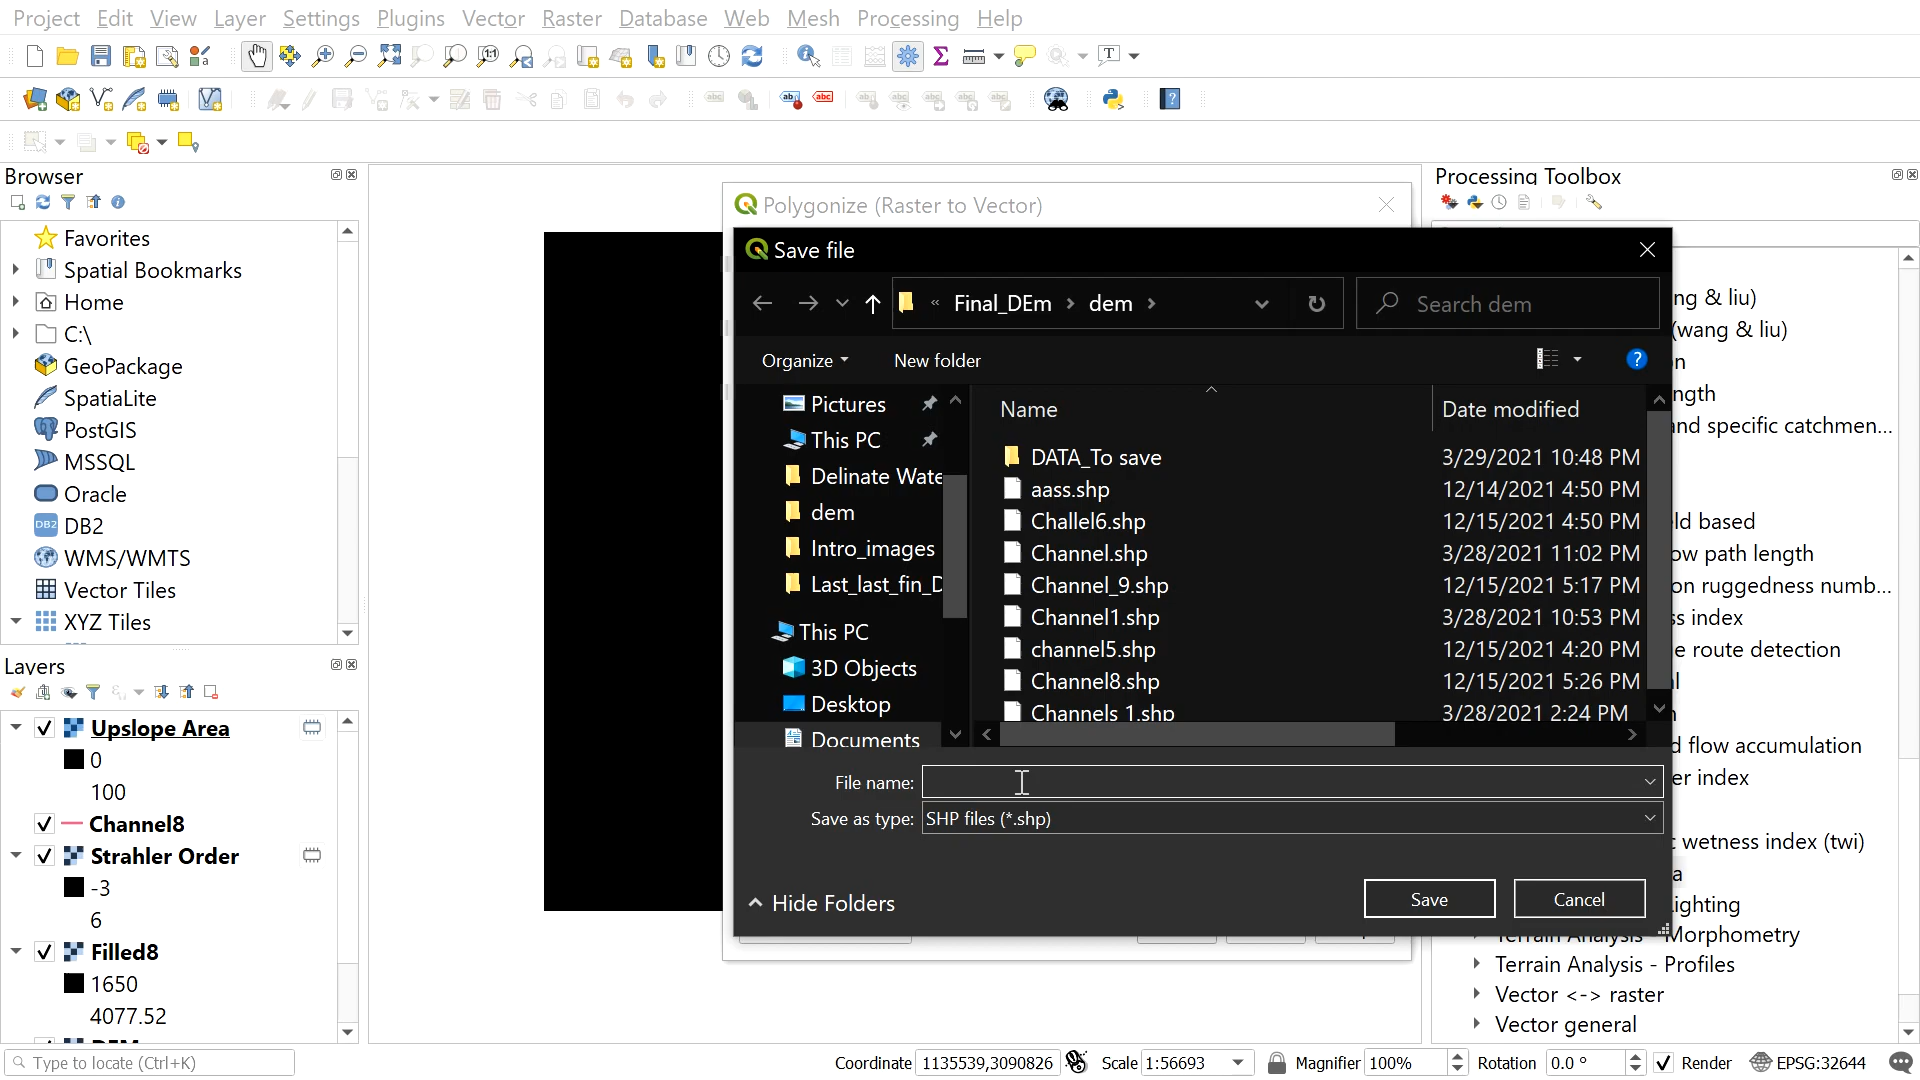 Project Edit View Layer Settings Plugins Vector Raster Database Web Mesh Processing Help
Browser
Favorites
Spatial Bookmarks
Home
C:\
GeoPackage
SpatiaLite
PostGIS
MSSQL
Oracle
DB2
WMS/WMTS
Vector Tiles
XYZ Tiles
Layers
Upslope Area
0
100
Channel8
Strahler Order
-3
6
Filled8
1650
4077.52
Polygonize (Raster to Vector)
Save file
« Final_DEm > dem >
Search dem
Organize New folder
Pictures
This PC
Delinate Wate
dem
Intro_images
Last_last_fin_D
This PC
3D Objects
Desktop
Documents
Name Date modified
DATA_To save 3/29/2021 10:48 PM
aass.shp 12/14/2021 4:50 PM
Challel6.shp 12/15/2021 4:50 PM
Channel.shp 3/28/2021 11:02 PM
Channel_9.shp 12/15/2021 5:17 PM
Channel1.shp 3/28/2021 10:53 PM
channel5.shp 12/15/2021 4:20 PM
Channel8.shp 12/15/2021 5:26 PM
Channels 1.shp 3/28/2021 2:24 PM
File name:
Save as type: SHP files (*.shp)
Hide Folders
Save Cancel
Processing Toolbox
ng & liu)
(wang & liu)
n
ngth
and specific catchmen...
ld based
ow path length
on ruggedness numb...
ss index
e route detection
l
n
d flow accumulation
er index
c wetness index (twi)
a
ighting
Terrain Analysis - Morphometry
Terrain Analysis - Profiles
Vector <-> raster
Vector general
Type to locate (Ctrl+K) Coordinate 1135539,3090826 Scale 1:56693 Magnifier 100% Rotation 0.0 ° Render EPSG:32644